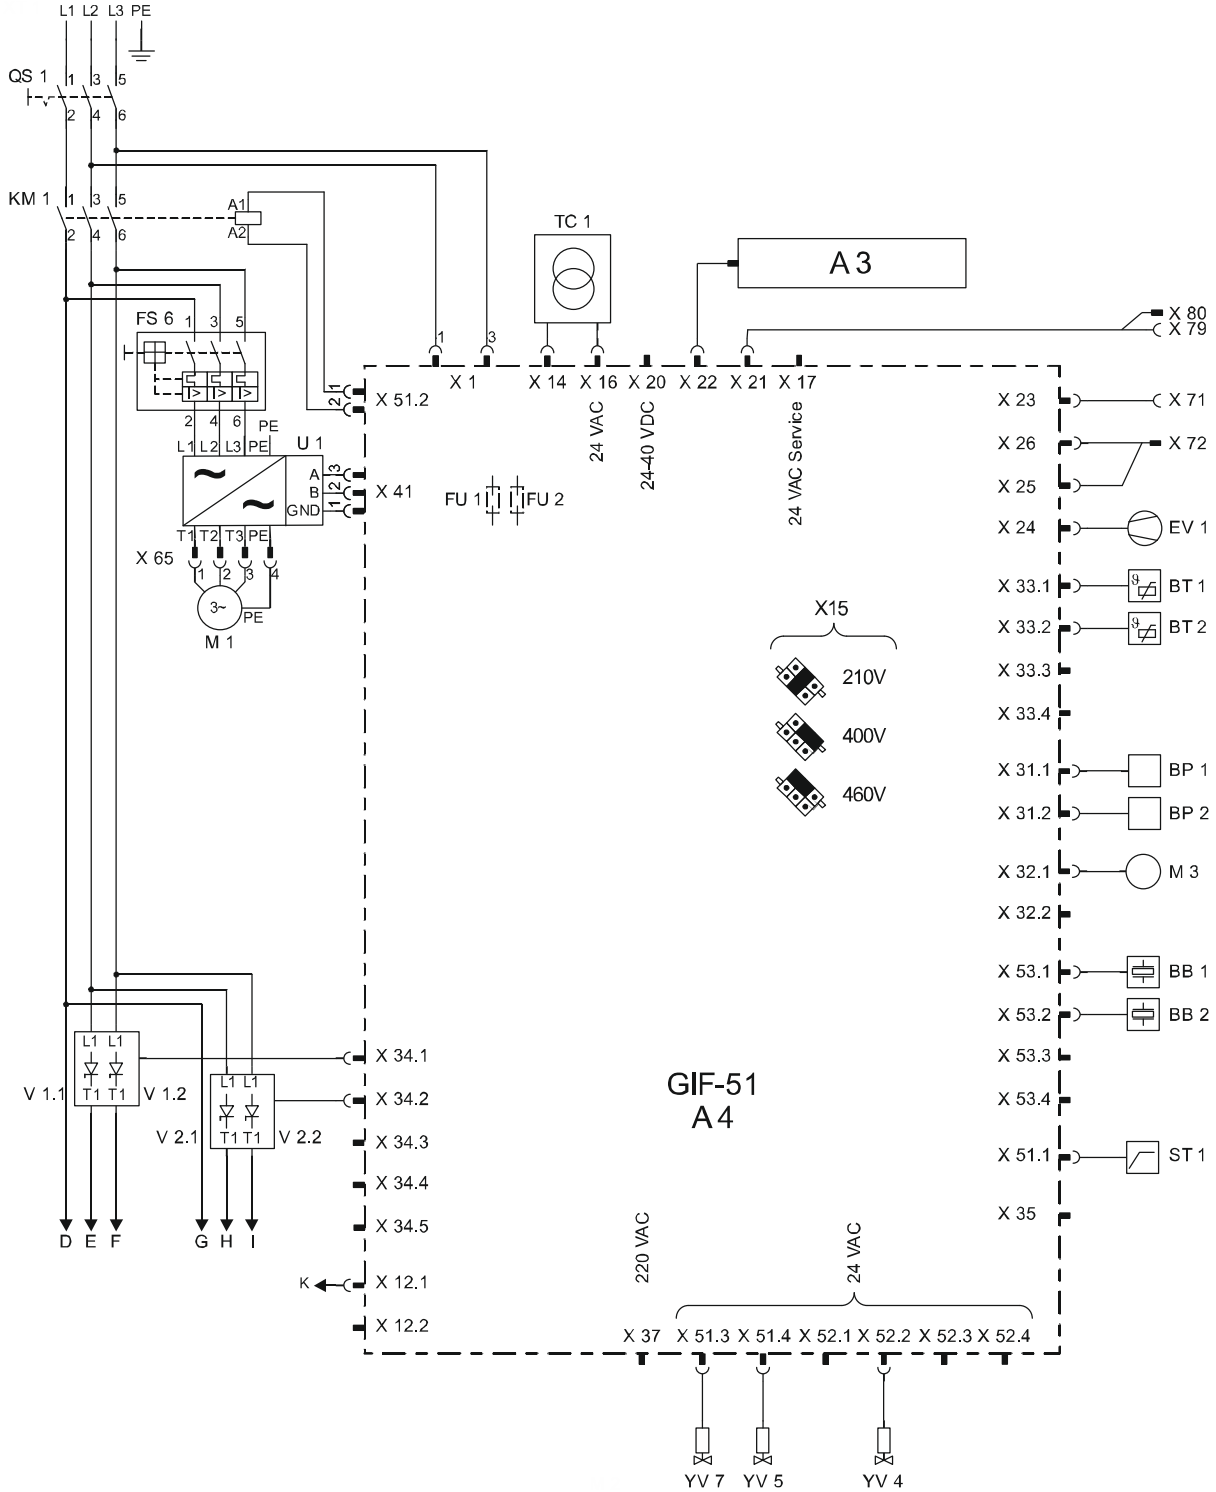 L1 L2 L3 PE
QS 1
1 3 5
2 4 6
KM 1
1 3 5
2 4 6
A1
A2
TC 1
A 3
X 80
X 79
FS 6
1 3 5
2 4 6
1 3
X 1 X 14 X 16 X 20 X 22 X 21 X 17
24 VAC
24-40 VDC
24 VAC Service
1
2
X 51.2
X 23 X 71
X 26 X 72
X 25
X 24 EV 1
L1 L2 L3 PE
PE
U 1
A 3
B 2
GND 1
X 41
FU 1 FU 2
T1 T2 T3 PE
X 65
1 2 3 4
3~
PE
M 1
X15
210V
400V
460V
X 33.1 ϑ BT 1
X 33.2 ϑ BT 2
X 33.3
X 33.4
X 31.1 BP 1
X 31.2 BP 2
X 32.1 M 3
X 32.2
X 53.1 BB 1
X 53.2 BB 2
X 53.3
X 53.4
X 51.1 ST 1
X 35
L1 L1
V 1.1 T1 T1 V 1.2
L1 L1
V 2.1 T1 T1 V 2.2
X 34.1
X 34.2
X 34.3
X 34.4
X 34.5
GIF-51
A 4
D E F G H I
K X 12.1
X 12.2
220 VAC
24 VAC
X 37 X 51.3 X 51.4 X 52.1 X 52.2 X 52.3 X 52.4
YV 7 YV 5 YV 4